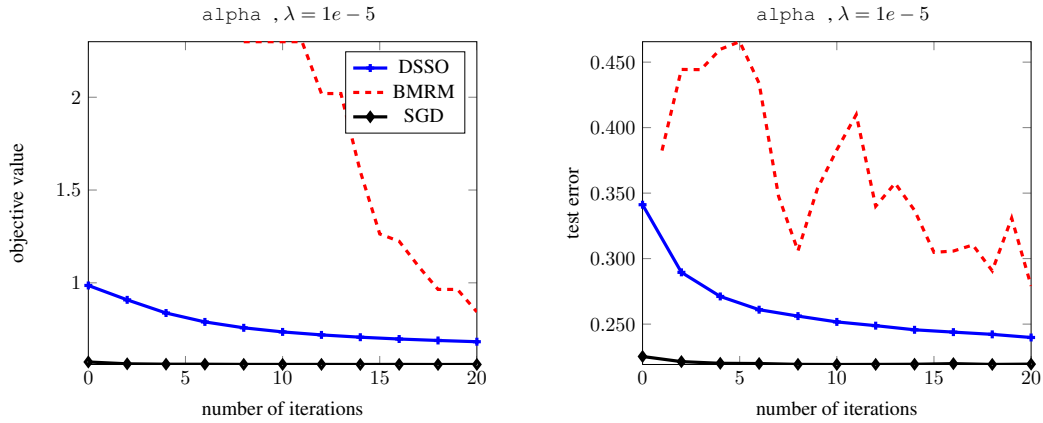 alpha , λ = 1e − 5
2
1.5
1
0
5
10
15
20
objective value
number of iterations
DSSO
BMRM
SGD
alpha , λ = 1e − 5
0.450
0.400
0.350
0.300
0.250
0
5
10
15
20
test error
number of iterations